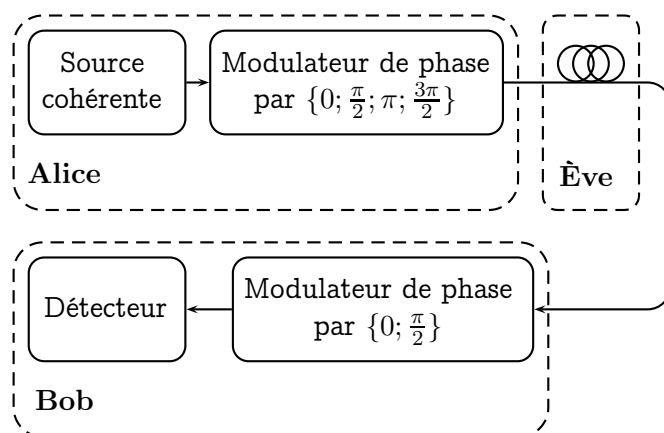 Source
cohérente
Modulateur de phase
par {0; π/2; π; 3π/2}
Alice
Ève
Détecteur
Modulateur de phase
par {0; π/2}
Bob